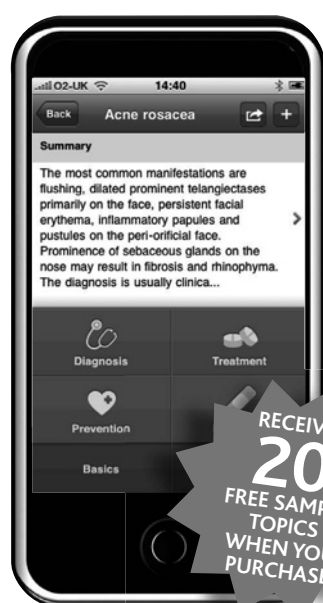 O2-UK 14:40
Back Acne rosacea +
Summary
The most common manifestations are
flushing, dilated prominent telangiectases
primarily on the face, persistent facial
erythema, inflammatory papules and
pustules on the peri-orificial face.
Prominence of sebaceous glands on the
nose may result in fibrosis and rhinophyma.
The diagnosis is usually clinica...
Diagnosis Treatment
Prevention
Basics
RECEIV
20
FREE SAMP
TOPICS
WHEN YO
PURCHASE